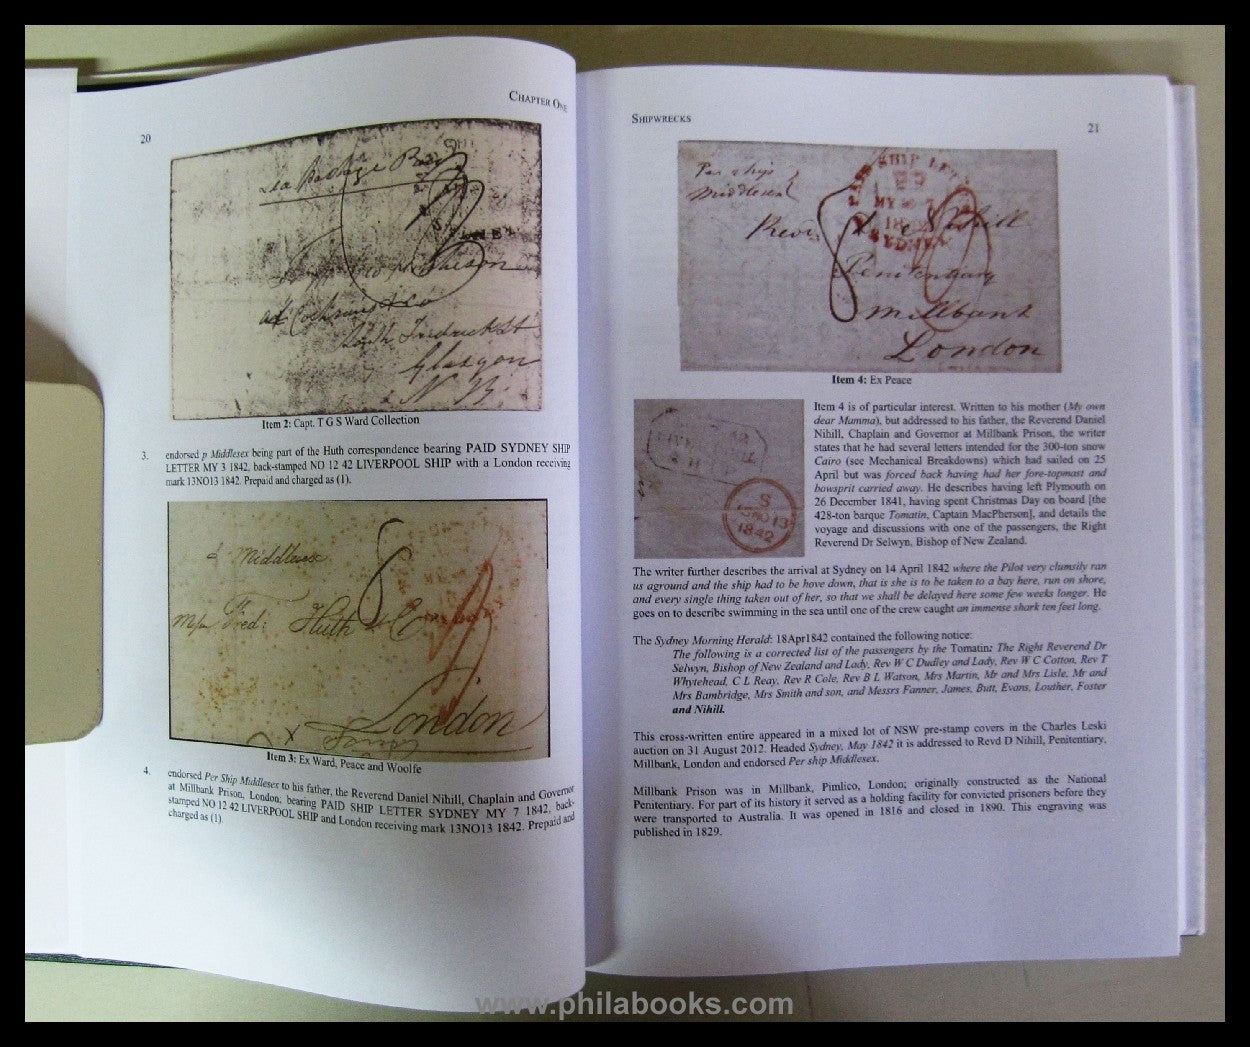 CHAPTER ONE
20
Glasgow
N. B.
Item 2: Capt. T G S Ward Collection
3. endorsed p Middlesex being part of the Huth correspondence bearing PAID SYDNEY SHIP
LETTER MY 3 1842, back-stamped NO 12 42 LIVERPOOL SHIP with a London receiving
mark 13NO13 1842. Prepaid and charged as (1).
Middlesex
Fred: Huth & Co
London
Item 3: Ex Ward, Peace and Woolfe
4. endorsed Per Ship Middlesex to his father, the Reverend Daniel Nihill, Chaplain and Governor
at Millbank Prison, London; bearing PAID SHIP LETTER SYDNEY MY 7 1842, back-
stamped NO 12 42 LIVERPOOL SHIP and London receiving mark 13NO13 1842. Prepaid and
charged as (1)
SHIPWRECKS
21
Per ship
Middlesex
PAID SHIP LETTER
MY 7
18
SYDNEY
Nihill
Penitentiary
Millbank
London
Item 4: Ex Peace
S
13NO13
1842
Item 4 is of particular interest. Written to his mother (My own
dear Mamma), but addressed to his father, the Reverend Daniel
Nihill, Chaplain and Governor at Millbank Prison, the writer
states that he had several letters intended for the 300-ton snow
Cairo (see Mechanical Breakdowns) which had sailed on 25
April but was forced back having had her fore-topmast and
bowsprit carried away. He describes having left Plymouth on
26 December 1841, having spent Christmas Day on board [the
428-ton barque Tomatin, Captain MacPherson], and details the
voyage and discussions with one of the passengers, the Right
Reverend Dr Selwyn, Bishop of New Zealand.
The writer further describes the arrival at Sydney on 14 April 1842 where the Pilot very clumsily ran
us aground and the ship had to be hove down, that is she is to be taken to a bay here, run on shore,
and every single thing taken out of her, so that we shall be delayed here some few weeks longer. He
goes on to describe swimming in the sea until one of the crew caught an immense shark ten feet long.
The Sydney Morning Herald: 18Apr1842 contained the following notice:
The following is a corrected list of the passengers by the Tomatin: The Right Reverend Dr
Selwyn, Bishop of New Zealand and Lady, Rev W C Dudley and Lady, Rev W C Cotton, Rev T
Whytehead, C L Reay, Rev R Cole, Rev B L Watson, Mrs Martin, Mr and Mrs Lisle, Mr and
Mrs Bambridge, Mrs Smith and son, and Messrs Fanner, James, Butt, Evans, Louther, Foster
and Nihill.
This cross-written entire appeared in a mixed lot of NSW pre-stamp covers in the Charles Leski
auction on 31 August 2012. Headed Sydney, May 1842 it is addressed to Revd D Nihill, Penitentiary,
Millbank, London and endorsed Per ship Middlesex.
Millbank Prison was in Millbank, Pimlico, London; originally constructed as the National
Penitentiary. For part of its history it served as a holding facility for convicted prisoners before they
were transported to Australia. It was opened in 1816 and closed in 1890. This engraving was
published in 1829.
www.philabooks.com